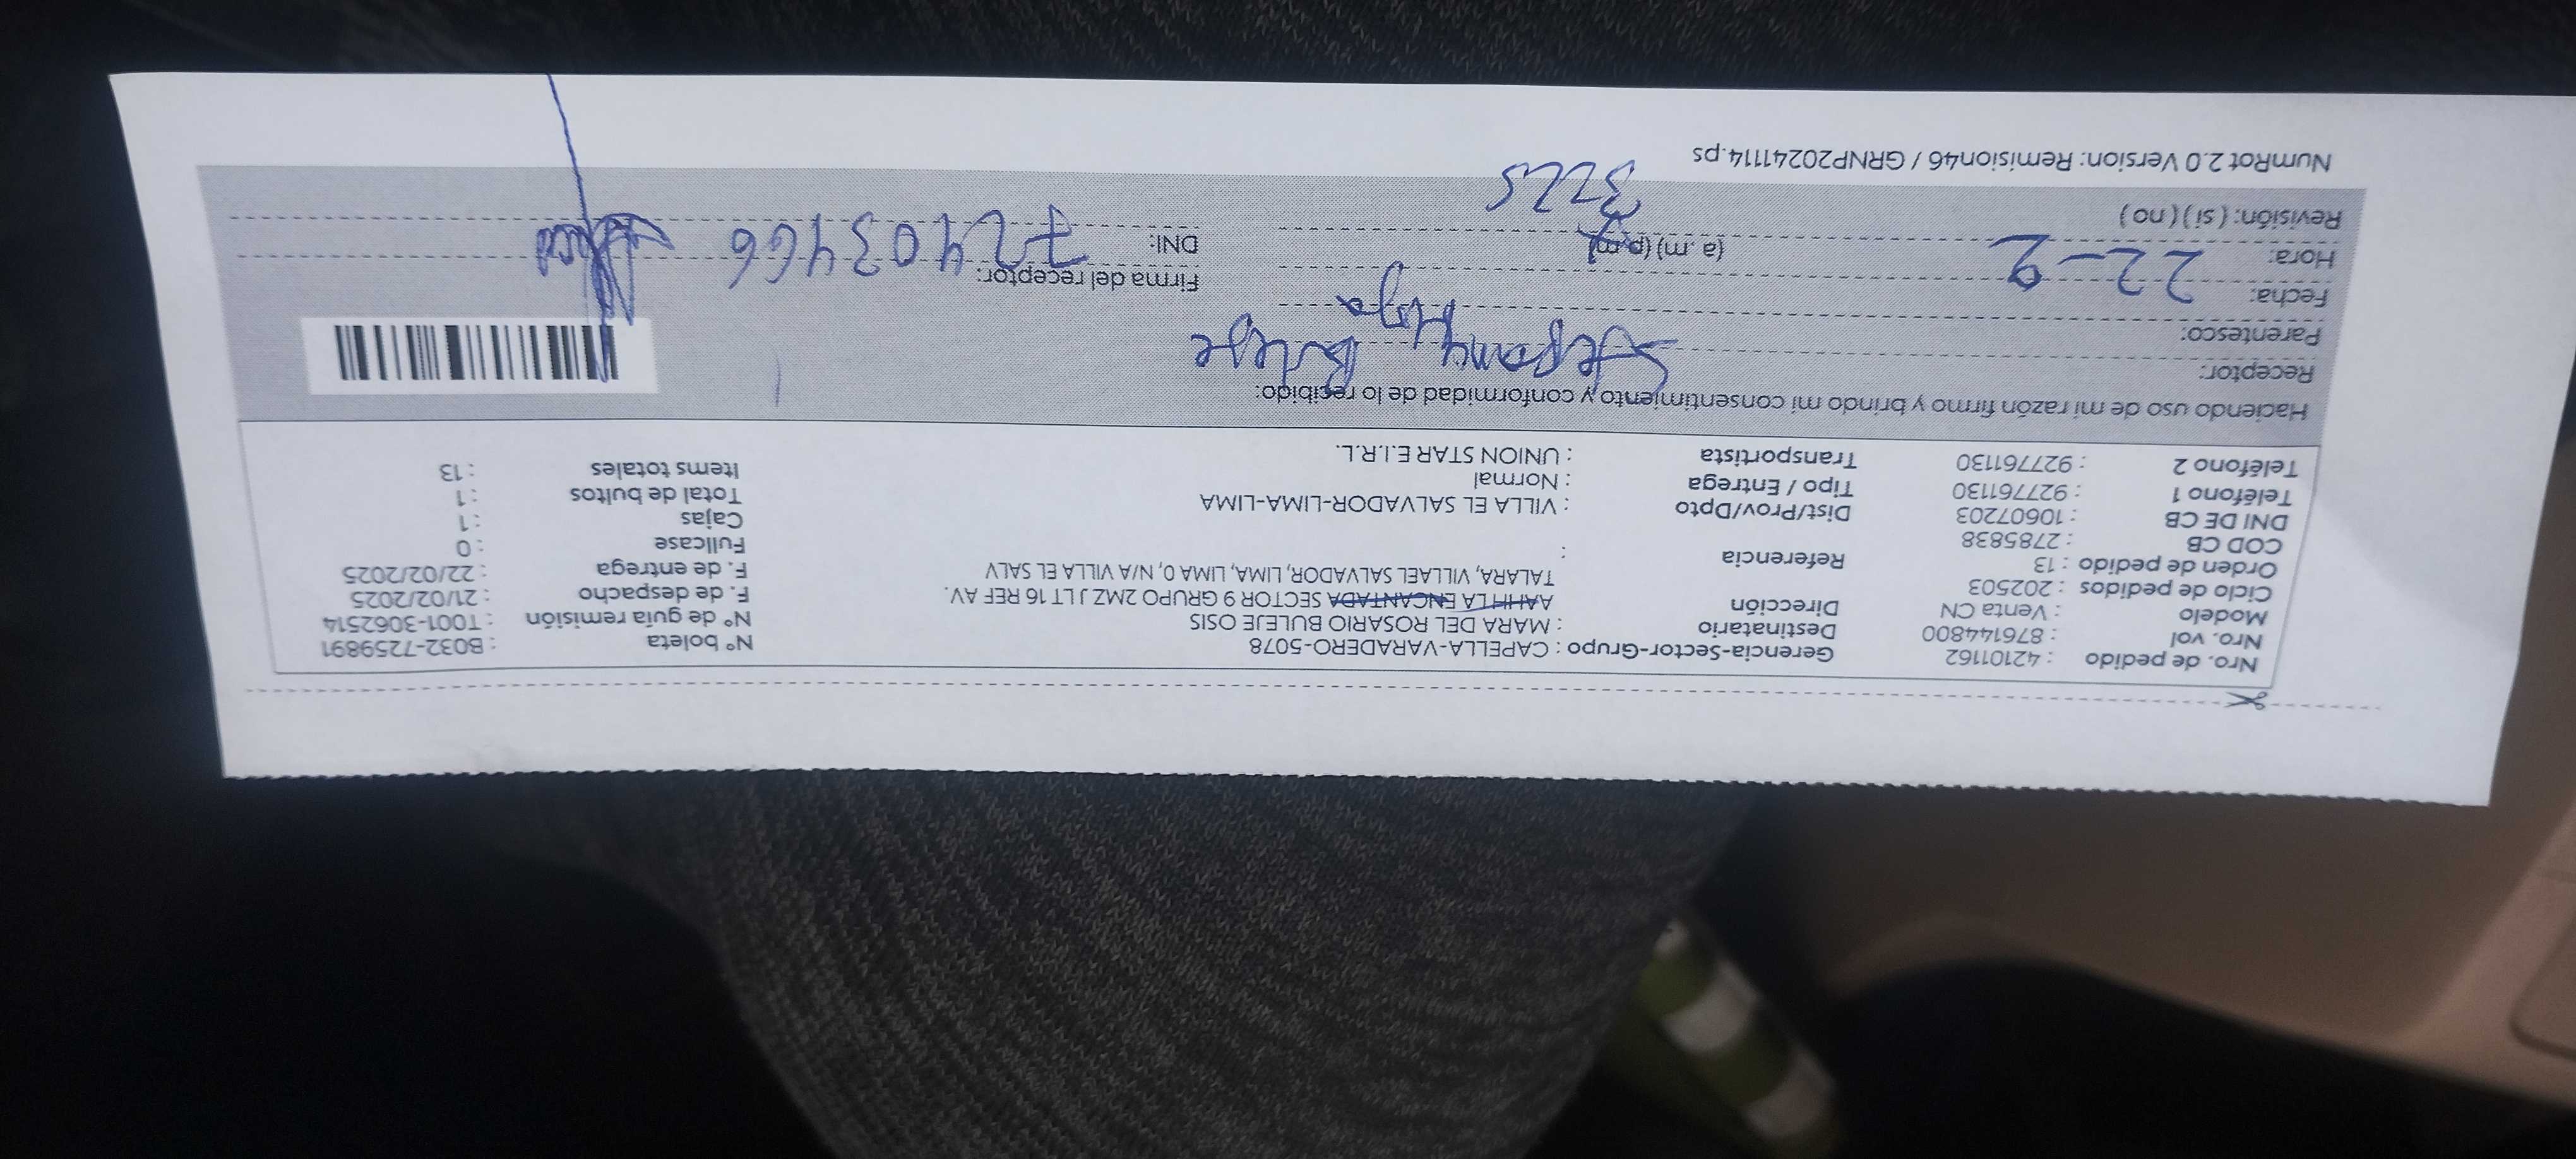 Nro. de pedido : 42101162 Gerencia-Sector-Grupo : CAPELLA-VARADERO-5078 N° boleta : B032-7259891
Nro. vol : 876144800 Destinatario : MARA DEL ROSARIO BULEJE OSIS N° de guía remisión : T001-3062514
Modelo : Venta CN Dirección AAHH LA ENCANTADA SECTOR 9 GRUPO 2MZ J LT 16 REF AV. F. de despacho : 21/02/2025
Ciclo de pedidos : 202503 TALARA, VILLAEL SALVADOR, LIMA, LIMA 0, N/A VILLA EL SALV F. de entrega : 22/02/2025
Orden de pedido : 13 Referencia : Fullcase : 0
COD CB : 2785838 Cajas : 1
DNI DE CB : 10607203 Dist/Prov/Dpto : VILLA EL SALVADOR-LIMA-LIMA Total de bultos : 1
Teléfono 1 : 927761130 Tipo / Entrega : Normal Items totales : 13
Teléfono 2 : 927761130 Transportista : UNION STAR E.I.R.L.
Haciendo uso de mi razón firmo y brindo mi consentimiento y conformidad de lo recibido:
Receptor: Stepany Buleje
Parentesco: Hija
Fecha: 22-2 Firma del receptor:
Hora: (a .m) (p.m) DNI: 72403466
Revisión: ( si ) ( no )
NumRot 2.0 Version: Remision46 / GRNP20241114.ps